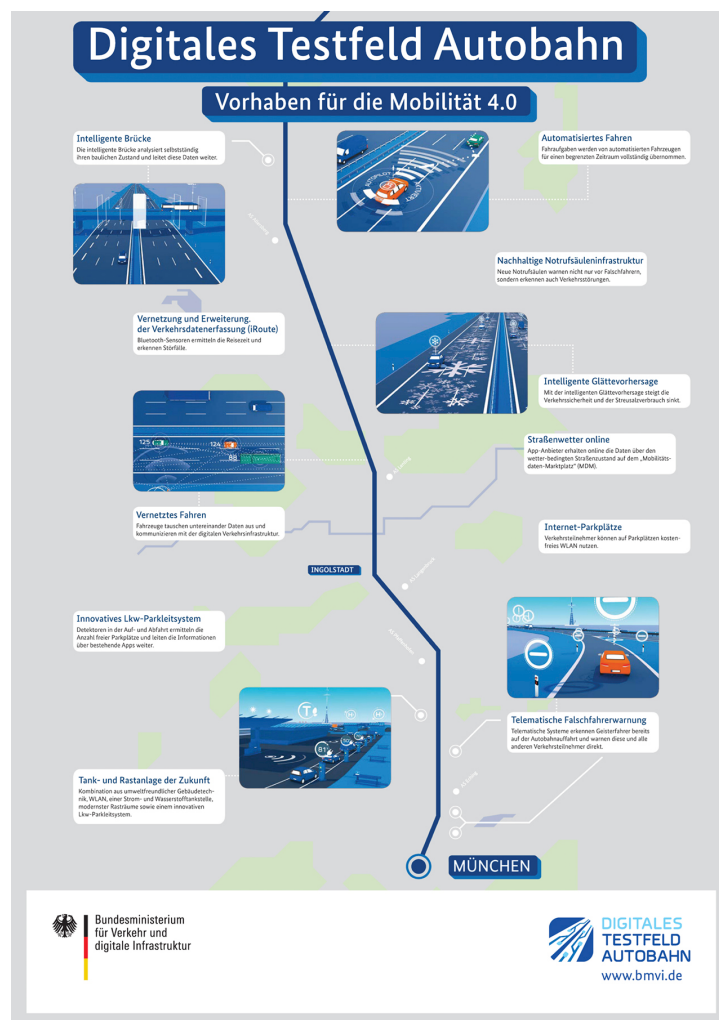 Digitales Testfeld Autobahn
Vorhaben für die Mobilität 4.0
Intelligente Brücke
Die intelligente Brücke analysiert selbstständig
ihren baulichen Zustand und leitet diese Daten weiter.
Automatisiertes Fahren
Fahraufgaben werden von automatisierten Fahrzeugen
für einen begrenzten Zeitraum vollständig übernommen.
AUTOPILOT
Nachhaltige Notrufsäuleninfrastruktur
Neue Notrufsäulen warnen nicht nur vor Falschfahrern,
sondern erkennen auch Verkehrsstörungen.
Vernetzung und Erweiterung.
der Verkehrsdatenerfassung (iRoute)
Bluetooth-Sensoren ermitteln die Reisezeit und
erkennen Störfälle.
Intelligente Glättevorhersage
Mit der intelligenten Glättevorhersage steigt die
Verkehrssicherheit und der Streusalzverbrauch sinkt.
125
124
88
Straßenwetter online
App-Anbieter erhalten online die Daten über den
wetter-bedingten Straßenzustand auf dem „Mobilitäts-
daten-Marktplatz“ (MDM).
Vernetztes Fahren
Fahrzeuge tauschen untereinander Daten aus und
kommunizieren mit der digitalen Verkehrsinfrastruktur.
Internet-Parkplätze
Verkehrsteilnehmer können auf Parkplätzen kosten-
freies WLAN nutzen.
INGOLSTADT
Innovatives Lkw-Parkleitsystem
Detektoren in der Auf- und Abfahrt ermitteln die
Anzahl freier Parkplätze und leiten die Informationen
über bestehende Apps weiter.
Telematische Falschfahrerwarnung
Telematische Systeme erkennen Geisterfahrer bereits
auf der Autobahnauffahrt und warnen diese und alle
anderen Verkehrsteilnehmer direkt.
T
Tank- und Rastanlage der Zukunft
Kombination aus umweltfreundlicher Gebäudetech-
nik, WLAN, einer Strom- und Wasserstofftankstelle,
modernster Rasträume sowie einem innovativen
Lkw-Parkleitsystem.
MÜNCHEN
Bundesministerium
für Verkehr und
digitale Infrastruktur
DIGITALES
TESTFELD
AUTOBAHN
www.bmvi.de